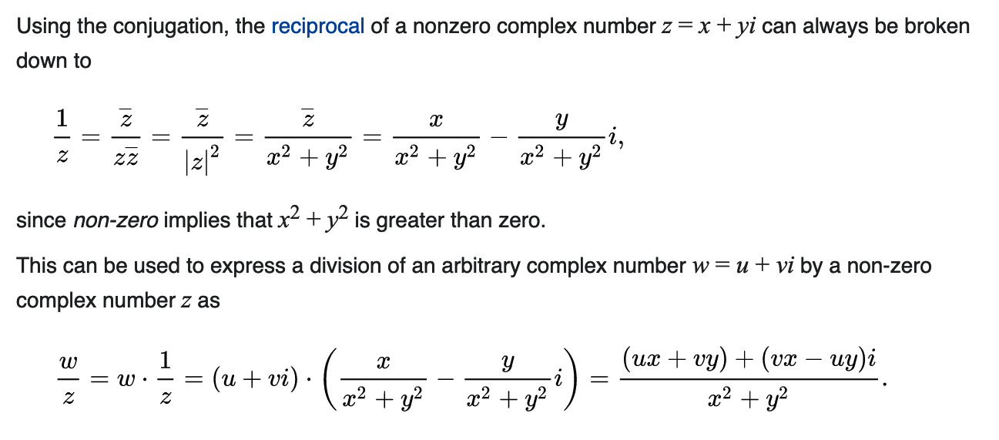 Using the conjugation, the reciprocal of a nonzero complex number z = x + yi can always be broken
down to
\frac{1}{z} = \frac{\overline{z}}{z\overline{z}} = \frac{\overline{z}}{|z|^2} = \frac{\overline{z}}{x^2 + y^2} = \frac{x}{x^2 + y^2} - \frac{y}{x^2 + y^2}i,
since non-zero implies that x^2 + y^2 is greater than zero.
This can be used to express a division of an arbitrary complex number w = u + vi by a non-zero
complex number z as
\frac{w}{z} = w \cdot \frac{1}{z} = (u + vi) \cdot \left( \frac{x}{x^2 + y^2} - \frac{y}{x^2 + y^2}i \right) = \frac{(ux + vy) + (vx - uy)i}{x^2 + y^2}.